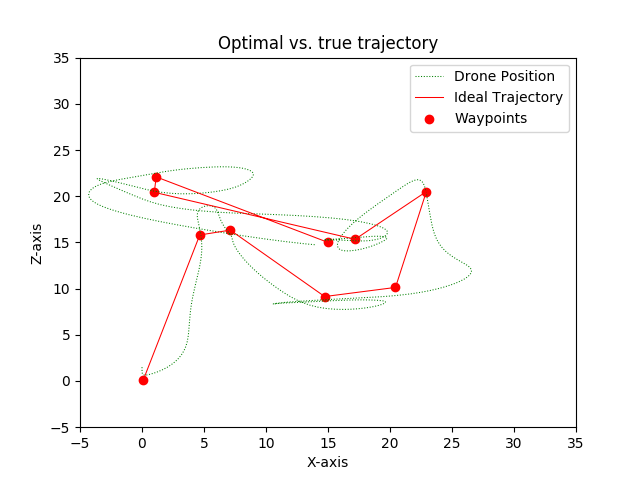 Optimal vs. true trajectory
Drone Position
Ideal Trajectory
Waypoints
Z-axis
35
30
25
20
15
10
5
0
−5
−5 0 5 10 15 20 25 30 35
X-axis